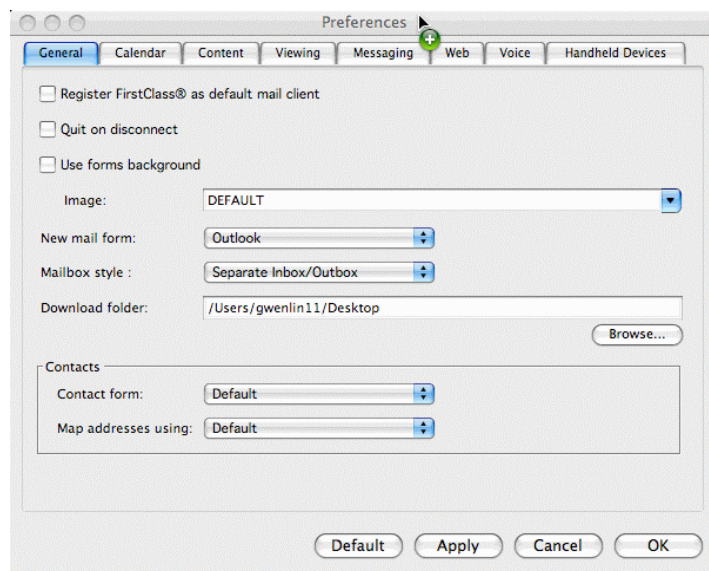 Preferences
General Calendar Content Viewing Messaging Web Voice Handheld Devices
Register FirstClass® as default mail client
Quit on disconnect
Use forms background
Image: DEFAULT
New mail form: Outlook
Mailbox style : Separate Inbox/Outbox
Download folder: /Users/gwenlin11/Desktop
Browse...
Contacts
Contact form: Default
Map addresses using: Default
Default Apply Cancel OK